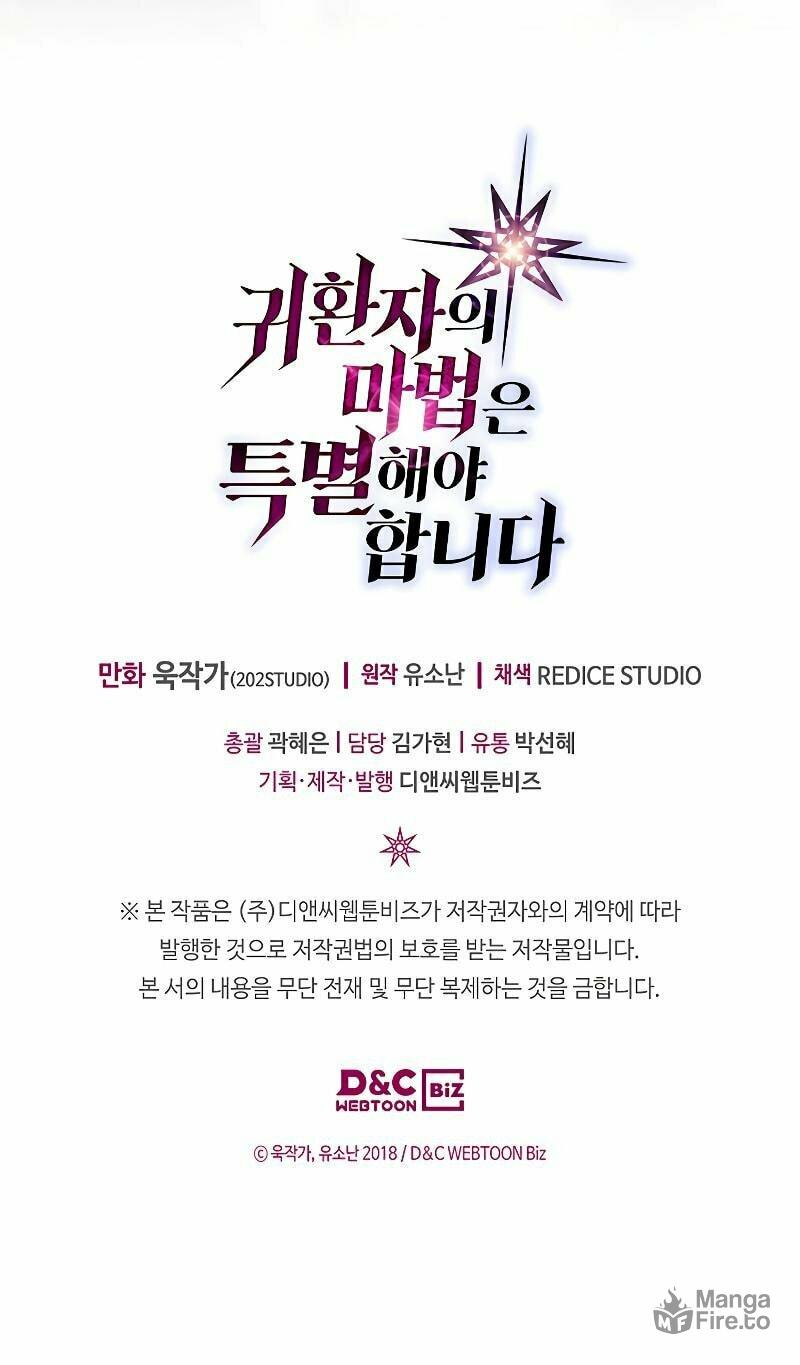 귀환자의
마법은
특별해야
합니다
만화 욱작가(202STUDIO) | 원작 유소난 | 채색 REDICE STUDIO
총괄 곽혜은 | 담당 김가현 | 유통 박선혜
기획·제작·발행 디앤씨웹툰비즈
※ 본 작품은 (주)디앤씨웹툰비즈가 저작권자와의 계약에 따라
발행한 것으로 저작권법의 보호를 받는 저작물입니다.
본 서의 내용을 무단 전재 및 무단 복제하는 것을 금합니다.
D&C
WEBTOON BiZ
© 욱작가, 유소난 2018 / D&C WEBTOON Biz
Manga
MF Fire.to